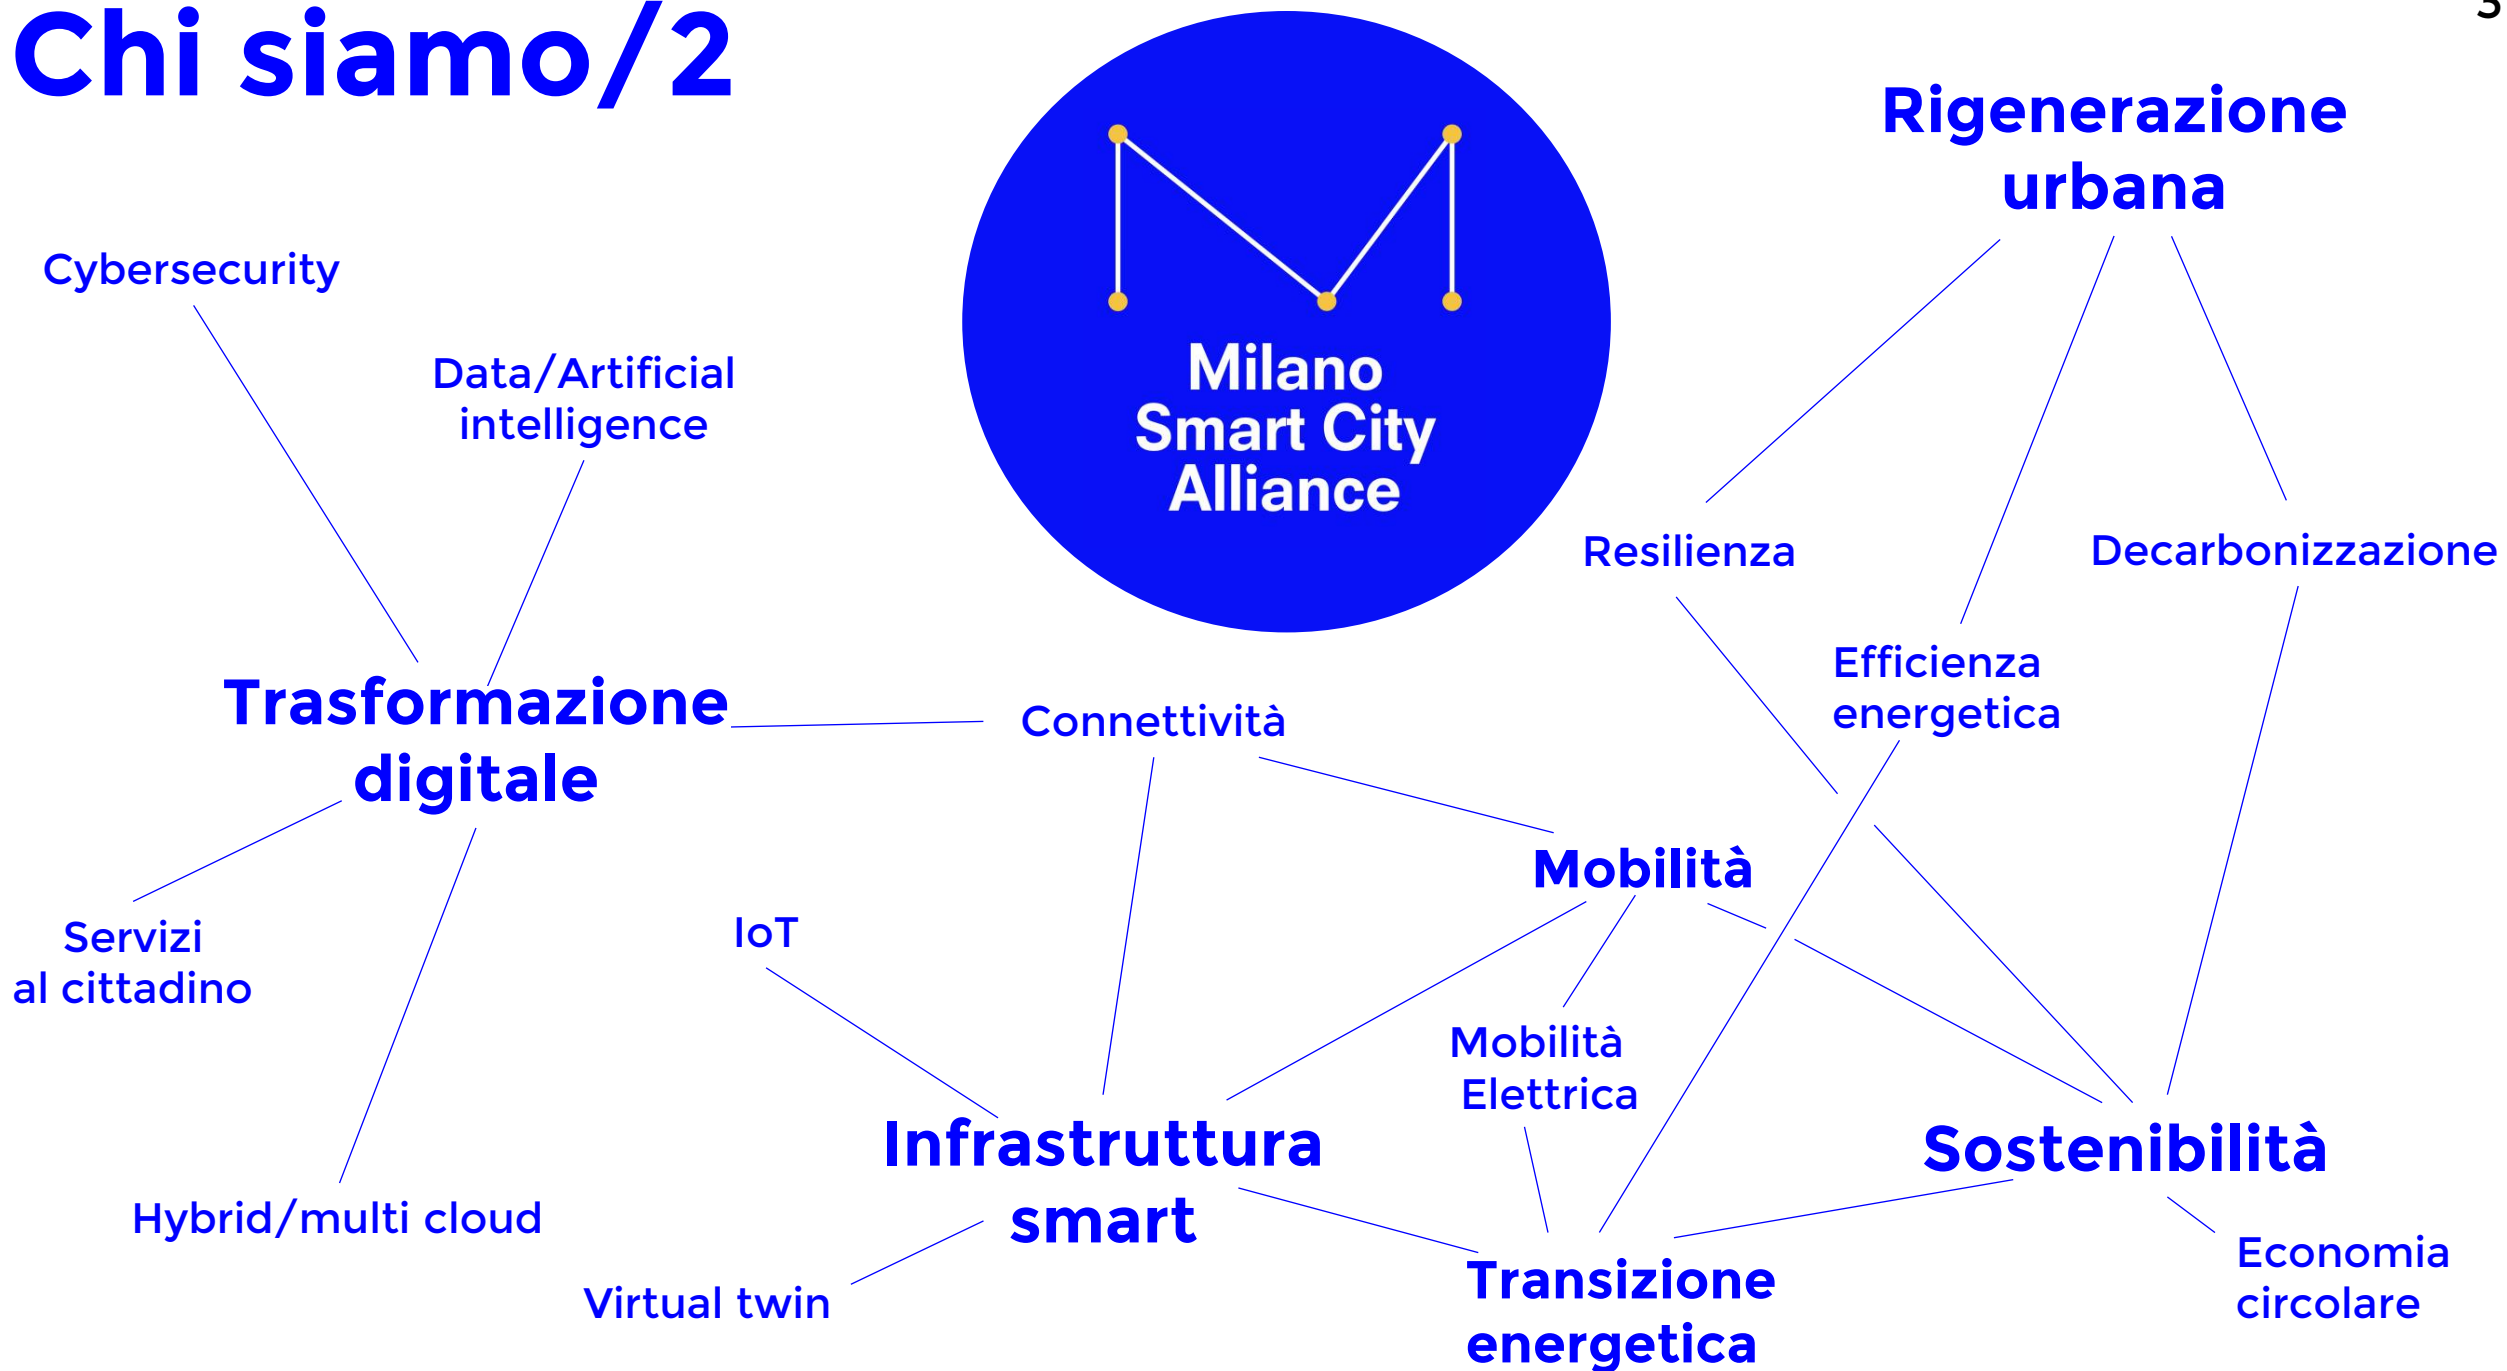 Chi siamo/2
3
Milano
Smart City
Alliance
Rigenerazione
urbana
Cybersecurity
Data/Artificial
intelligence
Resilienza
Decarbonizzazione
Efficienza
energetica
Trasformazione
digitale
Connettività
Mobilità
Servizi
al cittadino
IoT
Mobilità
Elettrica
Infrastruttura
smart
Sostenibilità
Hybrid/multi cloud
Virtual twin
Transizione
energetica
Economia
circolare